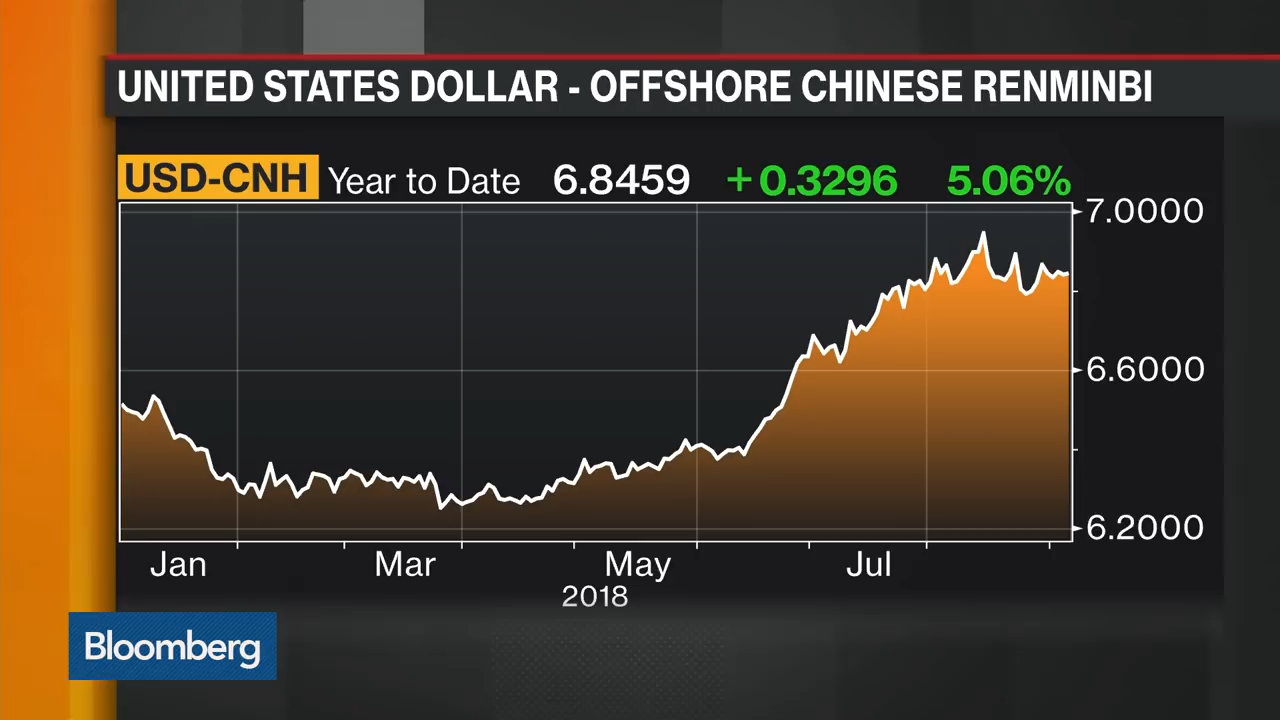 UNITED STATES DOLLAR - OFFSHORE CHINESE RENMINBI
USD-CNH Year to Date 6.8459 +0.3296 5.06%
7.0000
6.6000
6.2000
Jan Mar May Jul
2018
Bloomberg